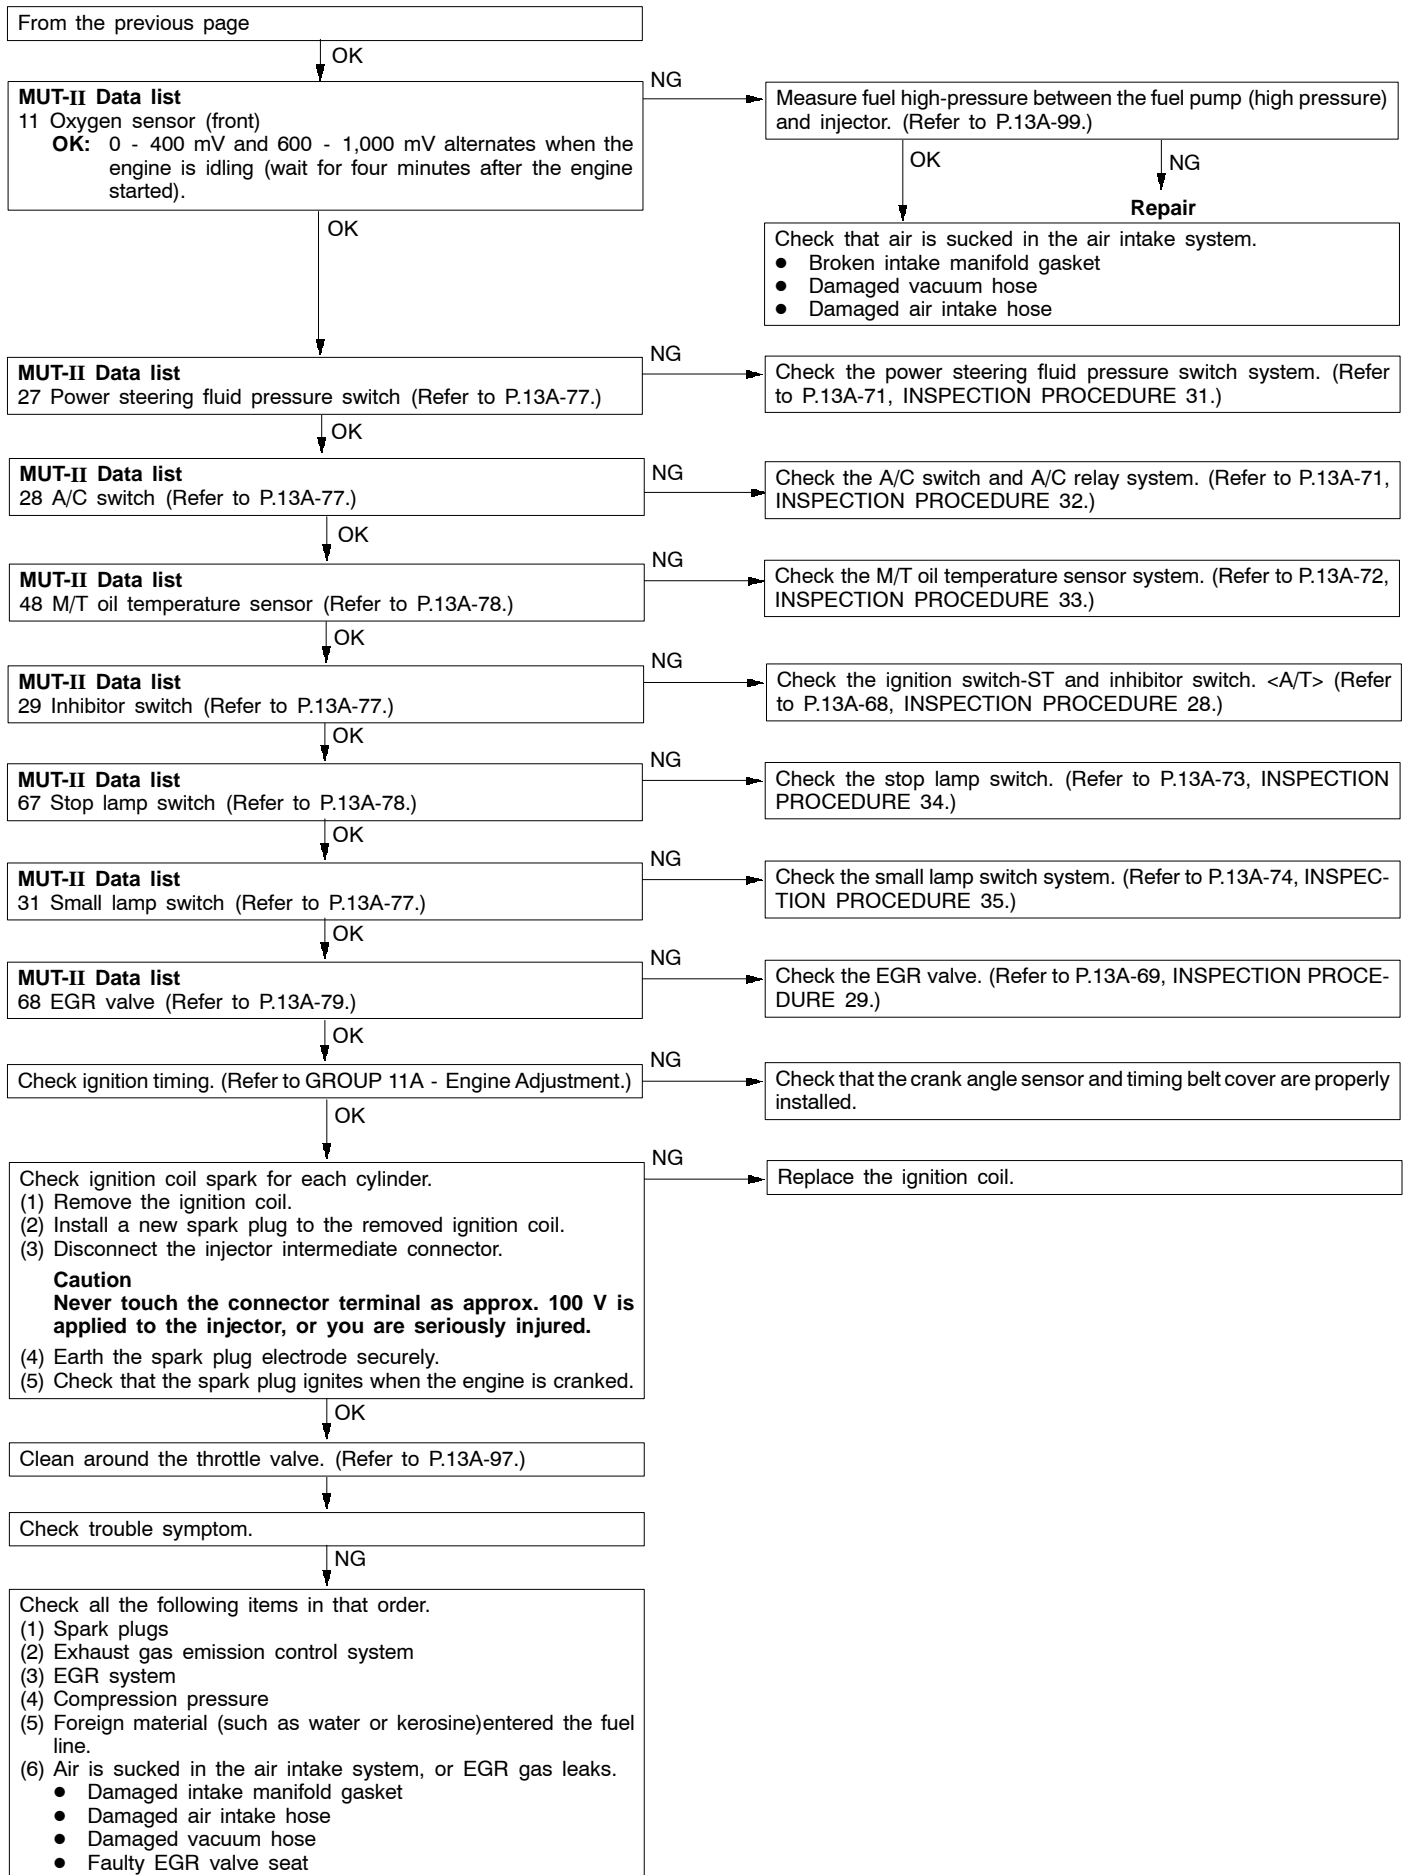 From the previous page
OK
MUT-II Data list
11 Oxygen sensor (front)
OK: 0 - 400 mV and 600 - 1,000 mV alternates when the
engine is idling (wait for four minutes after the engine
started).
NG
Measure fuel high-pressure between the fuel pump (high pressure)
and injector. (Refer to P.13A-99.)
OK
NG
Repair
Check that air is sucked in the air intake system.
● Broken intake manifold gasket
● Damaged vacuum hose
● Damaged air intake hose
OK
MUT-II Data list
27 Power steering fluid pressure switch (Refer to P.13A-77.)
NG
Check the power steering fluid pressure switch system. (Refer
to P.13A-71, INSPECTION PROCEDURE 31.)
OK
MUT-II Data list
28 A/C switch (Refer to P.13A-77.)
NG
Check the A/C switch and A/C relay system. (Refer to P.13A-71,
INSPECTION PROCEDURE 32.)
OK
MUT-II Data list
48 M/T oil temperature sensor (Refer to P.13A-78.)
NG
Check the M/T oil temperature sensor system. (Refer to P.13A-72,
INSPECTION PROCEDURE 33.)
OK
MUT-II Data list
29 Inhibitor switch (Refer to P.13A-77.)
NG
Check the ignition switch-ST and inhibitor switch. <A/T> (Refer
to P.13A-68, INSPECTION PROCEDURE 28.)
OK
MUT-II Data list
67 Stop lamp switch (Refer to P.13A-78.)
NG
Check the stop lamp switch. (Refer to P.13A-73, INSPECTION
PROCEDURE 34.)
OK
MUT-II Data list
31 Small lamp switch (Refer to P.13A-77.)
NG
Check the small lamp switch system. (Refer to P.13A-74, INSPEC-
TION PROCEDURE 35.)
OK
MUT-II Data list
68 EGR valve (Refer to P.13A-79.)
NG
Check the EGR valve. (Refer to P.13A-69, INSPECTION PROCE-
DURE 29.)
OK
Check ignition timing. (Refer to GROUP 11A - Engine Adjustment.)
NG
Check that the crank angle sensor and timing belt cover are properly
installed.
OK
Check ignition coil spark for each cylinder.
(1) Remove the ignition coil.
(2) Install a new spark plug to the removed ignition coil.
(3) Disconnect the injector intermediate connector.
Caution
Never touch the connector terminal as approx. 100 V is
applied to the injector, or you are seriously injured.
(4) Earth the spark plug electrode securely.
(5) Check that the spark plug ignites when the engine is cranked.
NG
Replace the ignition coil.
OK
Clean around the throttle valve. (Refer to P.13A-97.)
Check trouble symptom.
NG
Check all the following items in that order.
(1) Spark plugs
(2) Exhaust gas emission control system
(3) EGR system
(4) Compression pressure
(5) Foreign material (such as water or kerosine)entered the fuel
line.
(6) Air is sucked in the air intake system, or EGR gas leaks.
● Damaged intake manifold gasket
● Damaged air intake hose
● Damaged vacuum hose
● Faulty EGR valve seat